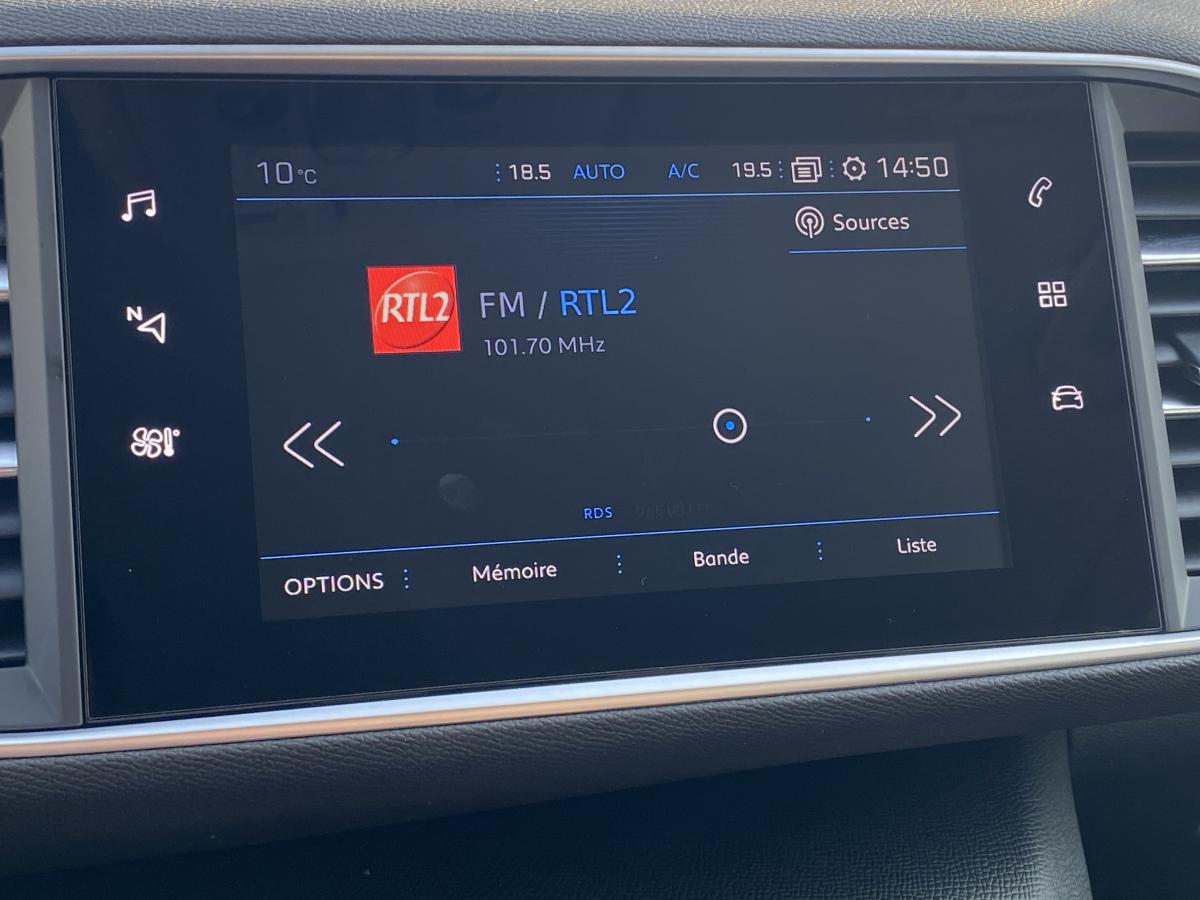 10°C 18.5 AUTO A/C 19.5 14:50
Sources
N
RTL2
FM / RTL2
101.70 MHz
RDS
OPTIONS Mémoire Bande Liste